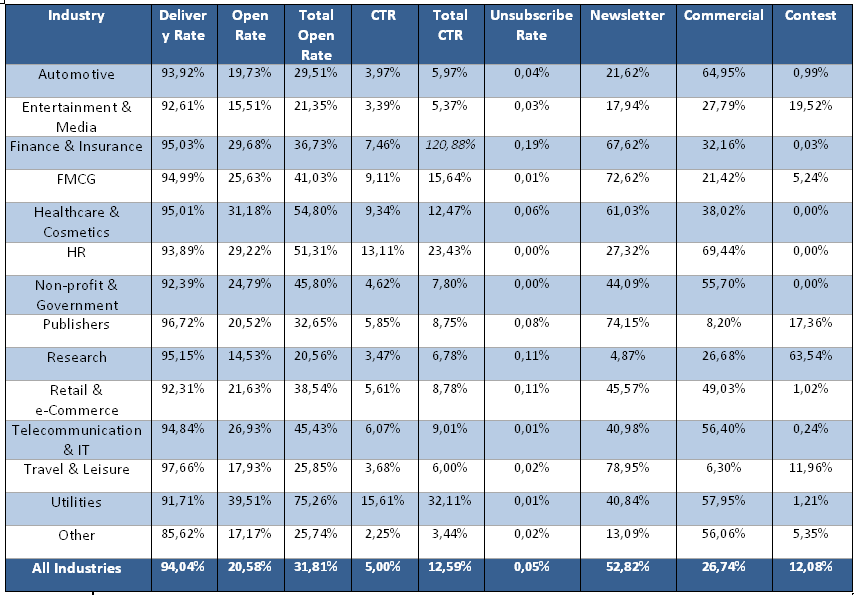 Industry Deliver Open Total CTR Total Unsubscribe Newsletter Commercial Contest
y Rate Rate Open CTR Rate
Rate
Automotive 93,92% 19,73% 29,51% 3,97% 5,97% 0,04% 21,62% 64,95% 0,99%
Entertainment & 92,61% 15,51% 21,35% 3,39% 5,37% 0,03% 17,94% 27,79% 19,52%
Media
Finance & Insurance 95,03% 29,68% 36,73% 7,46% 120,88% 0,19% 67,62% 32,16% 0,03%
FMCG 94,99% 25,63% 41,03% 9,11% 15,64% 0,01% 72,62% 21,42% 5,24%
Healthcare & 95,01% 31,18% 54,80% 9,34% 12,47% 0,06% 61,03% 38,02% 0,00%
Cosmetics
HR 93,89% 29,22% 51,31% 13,11% 23,43% 0,00% 27,32% 69,44% 0,00%
Non-profit & 92,39% 24,79% 45,80% 4,62% 7,80% 0,00% 44,09% 55,70% 0,00%
Government
Publishers 96,72% 20,52% 32,65% 5,85% 8,75% 0,08% 74,15% 8,20% 17,36%
Research 95,15% 14,53% 20,56% 3,47% 6,78% 0,11% 4,87% 26,68% 63,54%
Retail & 92,31% 21,63% 38,54% 5,61% 8,78% 0,11% 45,57% 49,03% 1,02%
e-Commerce
Telecommunication 94,84% 26,93% 45,43% 6,07% 9,01% 0,01% 40,98% 56,40% 0,24%
& IT
Travel & Leisure 97,66% 17,93% 25,85% 3,68% 6,00% 0,02% 78,95% 6,30% 11,96%
Utilities 91,71% 39,51% 75,26% 15,61% 32,11% 0,01% 40,84% 57,95% 1,21%
Other 85,62% 17,17% 25,74% 2,25% 3,44% 0,02% 13,09% 56,06% 5,35%
All Industries 94,04% 20,58% 31,81% 5,00% 12,59% 0,05% 52,82% 26,74% 12,08%